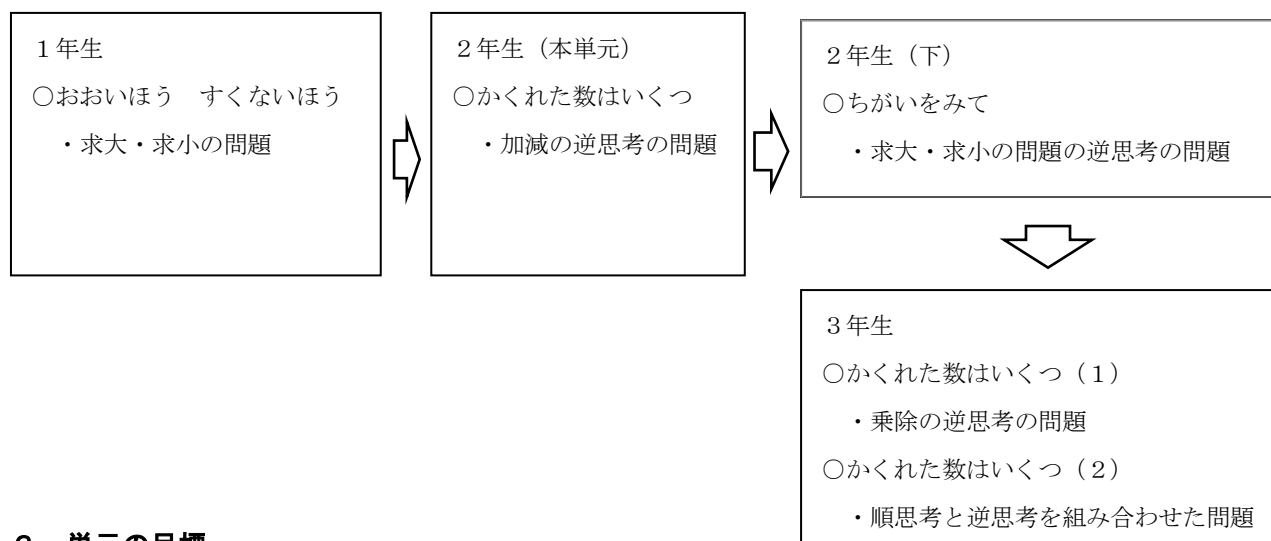 １年生
○おおいほう　すくないほう
・求大・求小の問題
２年生（本単元）
○かくれた数はいくつ
・加減の逆思考の問題
２年生（下）
○ちがいをみて
・求大・求小の問題の逆思考の問題
３年生
○かくれた数はいくつ（１）
・乗除の逆思考の問題
○かくれた数はいくつ（２）
・順思考と逆思考を組み合わせた問題
単元の目標